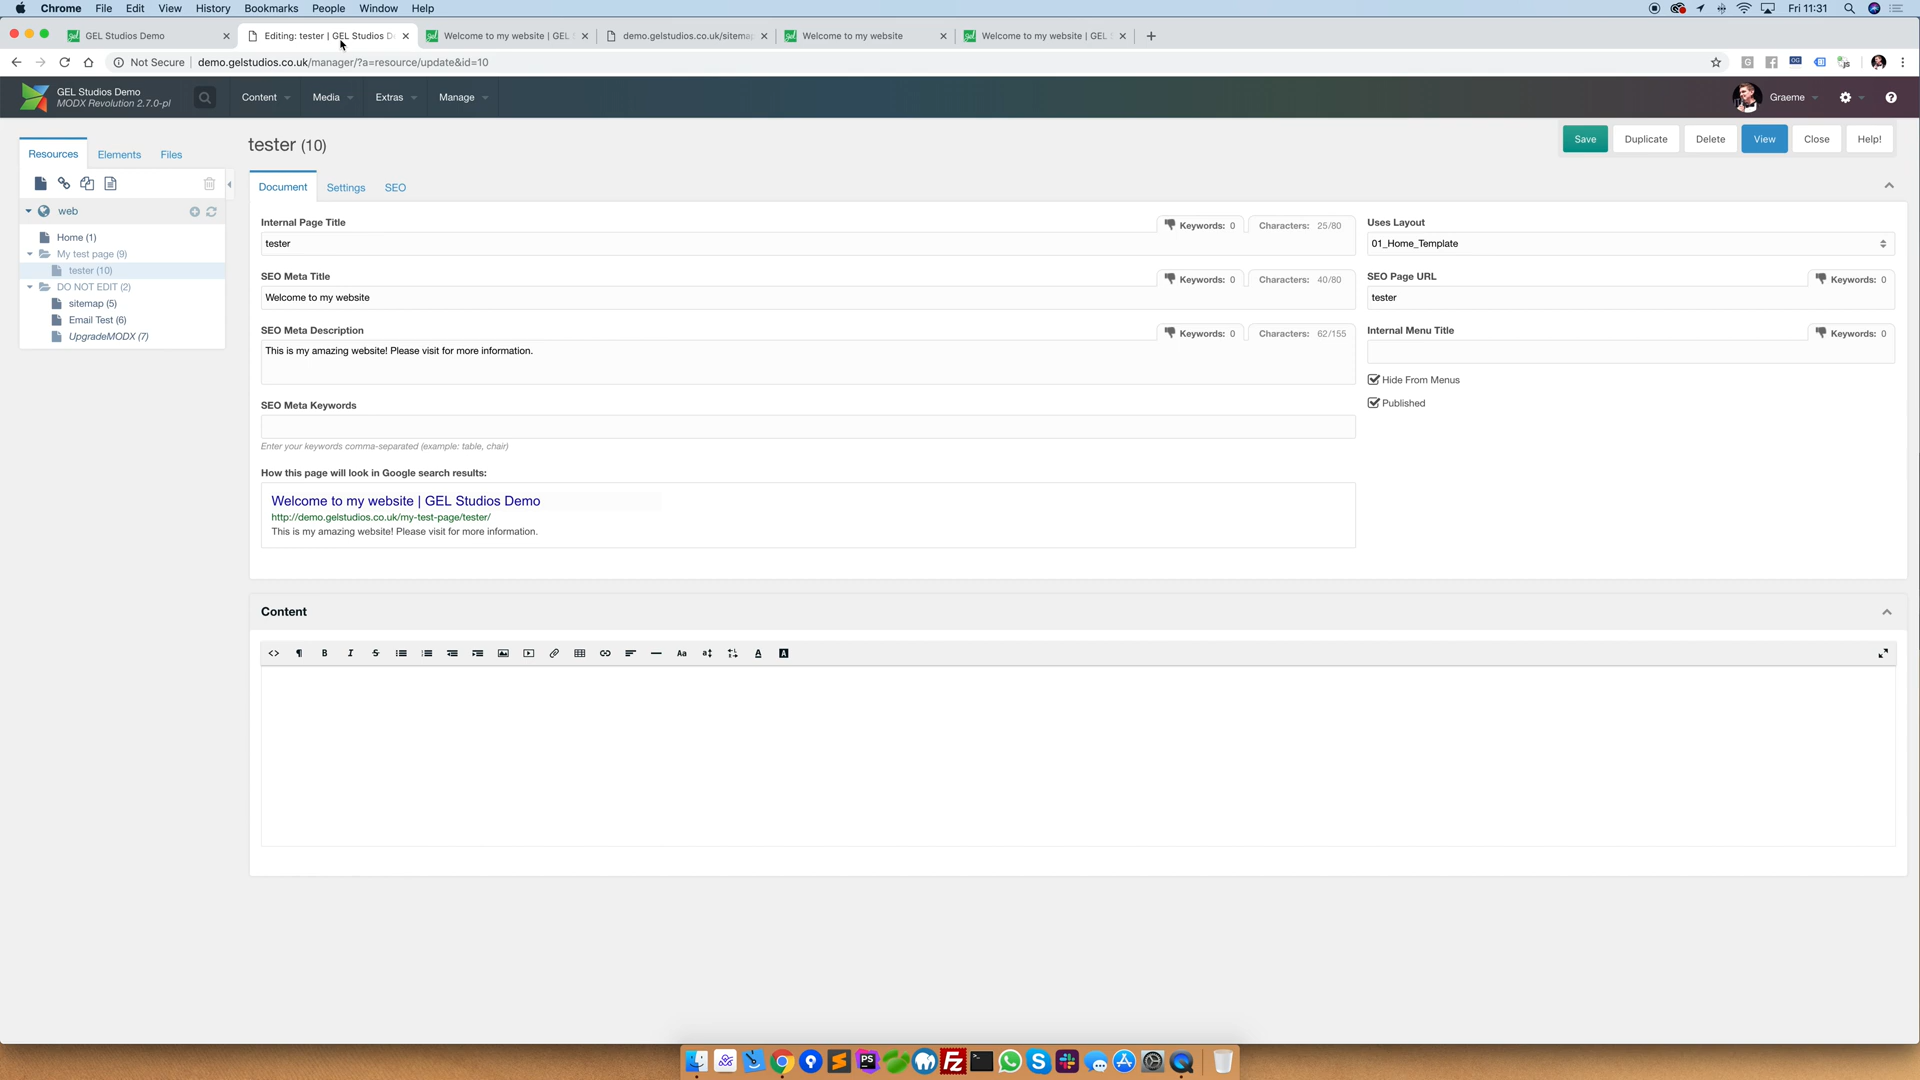 Chrome File Edit View History Bookmarks People Window Help Fri 11:31
GEL Studios Demo
Editing: tester | GEL Studios D
Welcome to my website | GEL
demo.gelstudios.co.uk/sitema
Welcome to my website
Welcome to my website | GEL
Not Secure demo.gelstudios.co.uk/manager/?a=resource/update&id=10
GEL Studios Demo
MODX Revolution 2.7.0-pl
Content Media Extras Manage Graeme
tester (10)
Save Duplicate Delete View Close Help!
Resources Elements Files
web
Home (1)
My test page (9)
tester (10)
DO NOT EDIT (2)
sitemap (5)
Email Test (6)
UpgradeMODX (7)
Document Settings SEO
Internal Page Title
Keywords: 0 Characters: 25/80
tester
SEO Meta Title
Keywords: 0 Characters: 40/80
Welcome to my website
SEO Meta Description
Keywords: 0 Characters: 62/155
This is my amazing website! Please visit for more information.
SEO Meta Keywords
Enter your keywords comma-separated (example: table, chair)
How this page will look in Google search results:
Welcome to my website | GEL Studios Demo
http://demo.gelstudios.co.uk/my-test-page/tester/
This is my amazing website! Please visit for more information.
Uses Layout
01_Home_Template
SEO Page URL
Keywords: 0
tester
Internal Menu Title
Keywords: 0
Hide From Menus
Published
Content